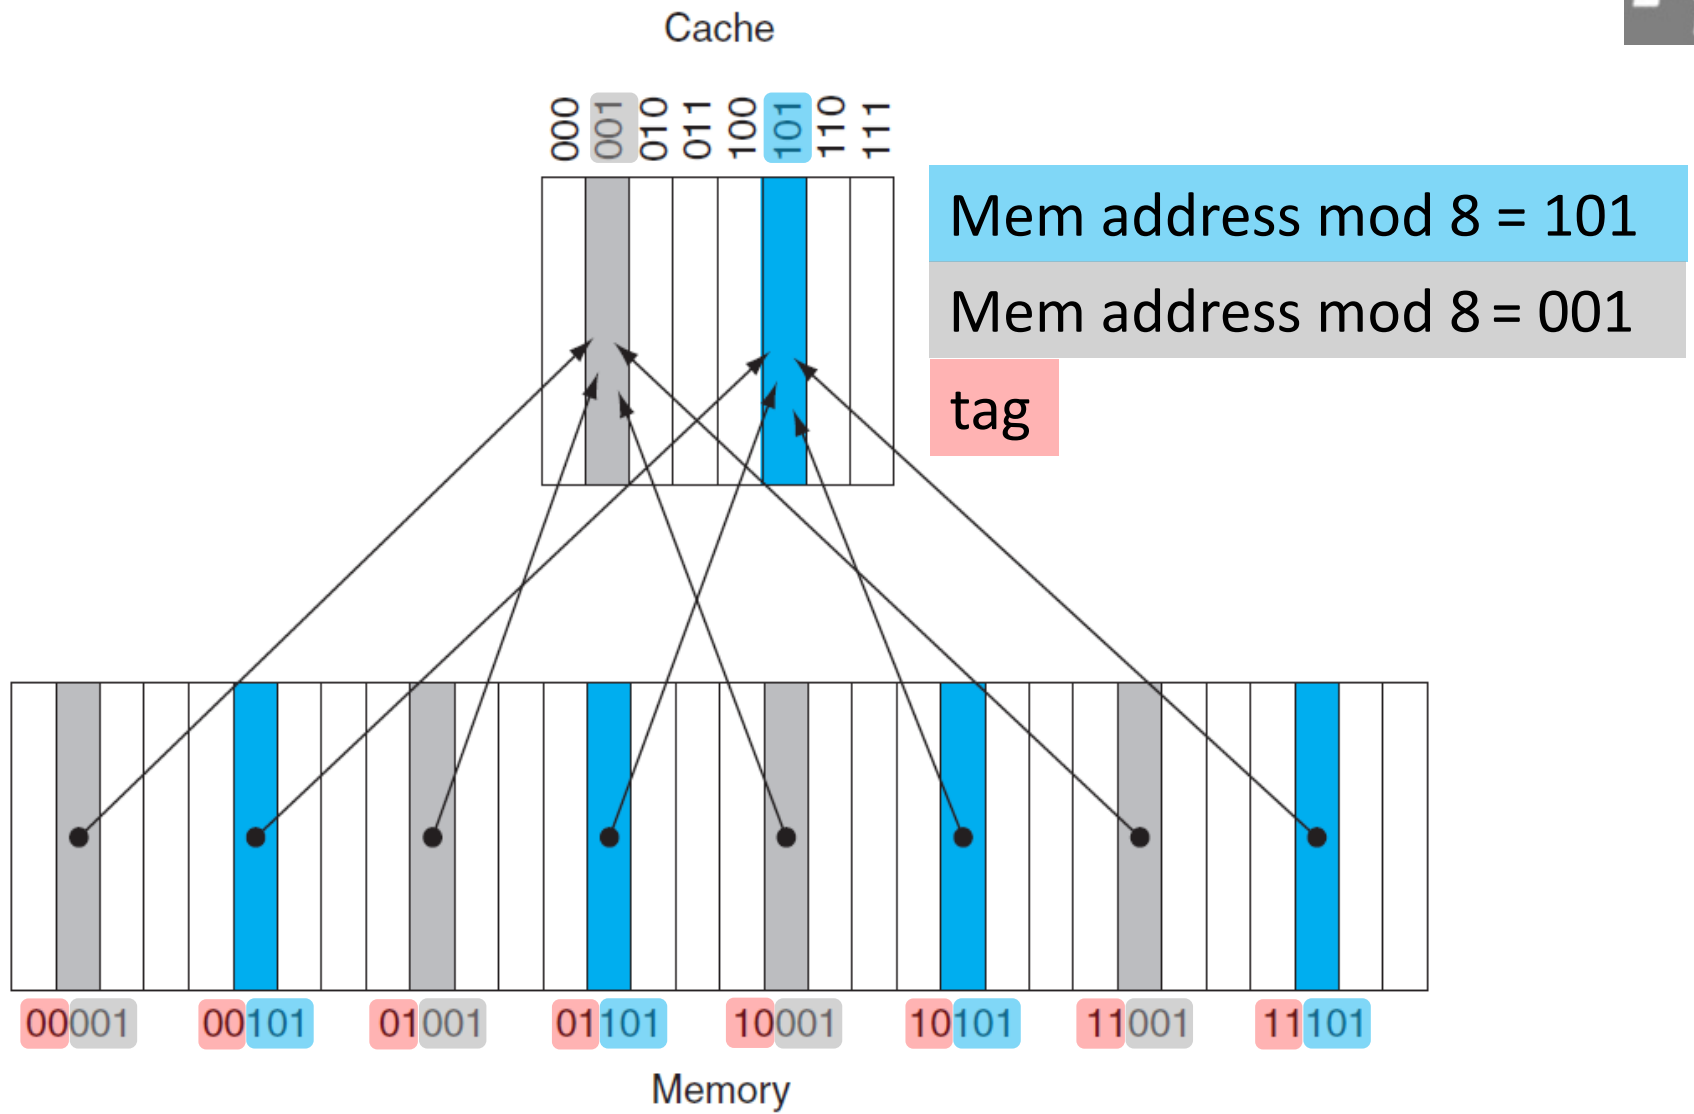 Cache
000 001 010 011 100 101 110 111
Mem address mod 8 = 101
Mem address mod 8 = 001
tag
00001 00101 01001 01101 10001 10101 11001 11101
Memory